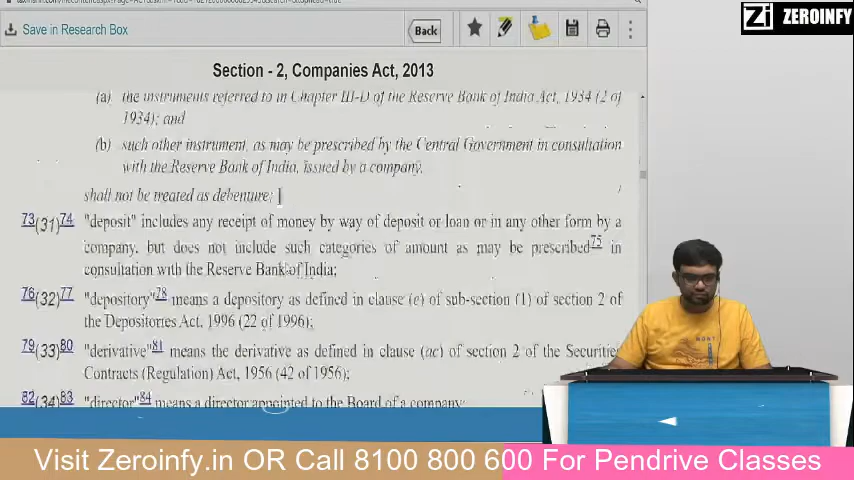 Save in Research Box
Back
Zi ZEROINFY
Section - 2, Companies Act, 2013
(a) the instruments referred to in Chapter III-D of the Reserve Bank of India Act, 1934 (2 of
1934); and
(b) such other instrument, as may be prescribed by the Central Government in consultation
with the Reserve Bank of India, issued by a company,
shall not be treated as debenture; ]
73(31)74 "deposit" includes any receipt of money by way of deposit or loan or in any other form by a
company, but does not include such categories of amount as may be prescribed75 in
consultation with the Reserve Bank of India;
76(32)77 "depository"78 means a depository as defined in clause (e) of sub-section (1) of section 2 of
the Depositories Act, 1996 (22 of 1996);
79(33)80 "derivative"81 means the derivative as defined in clause (ac) of section 2 of the Securities
Contracts (Regulation) Act, 1956 (42 of 1956);
82(34)83 "director"84 means a director appointed to the Board of a company;
Visit Zeroinfy.in OR Call 8100 800 600 For Pendrive Classes